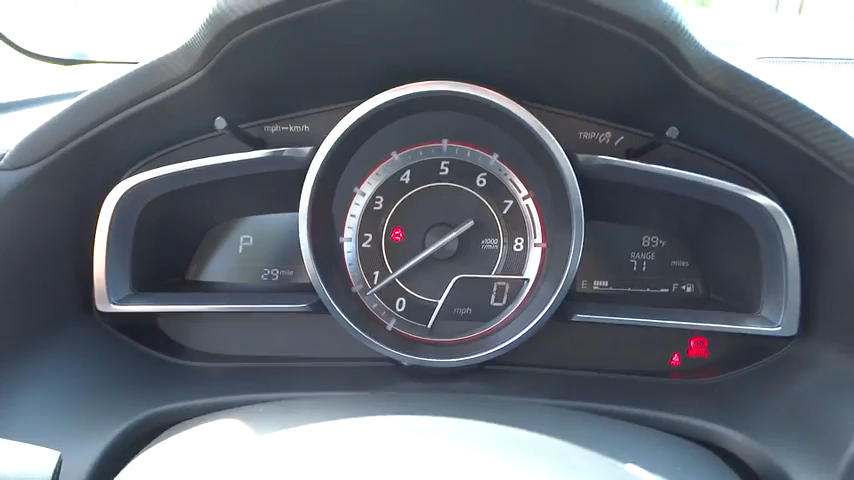 mph–km/h
TRIP/
5
4
6
3
7
2
8
x1000
r/min
1
0
P
29 mile
0
mph
89°F
RANGE
71 miles
E
F